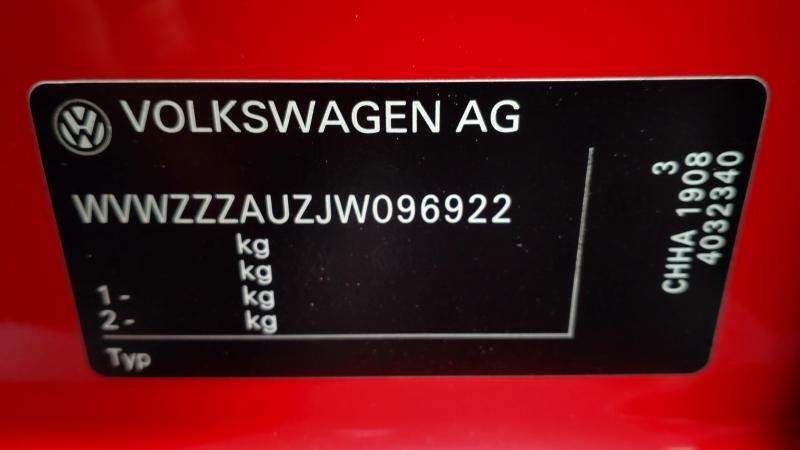 VOLKSWAGEN AG
WVWZZZAUZJW096922
kg
kg
1 - kg
2 - kg
Typ
3
CHHA 1908
4032340